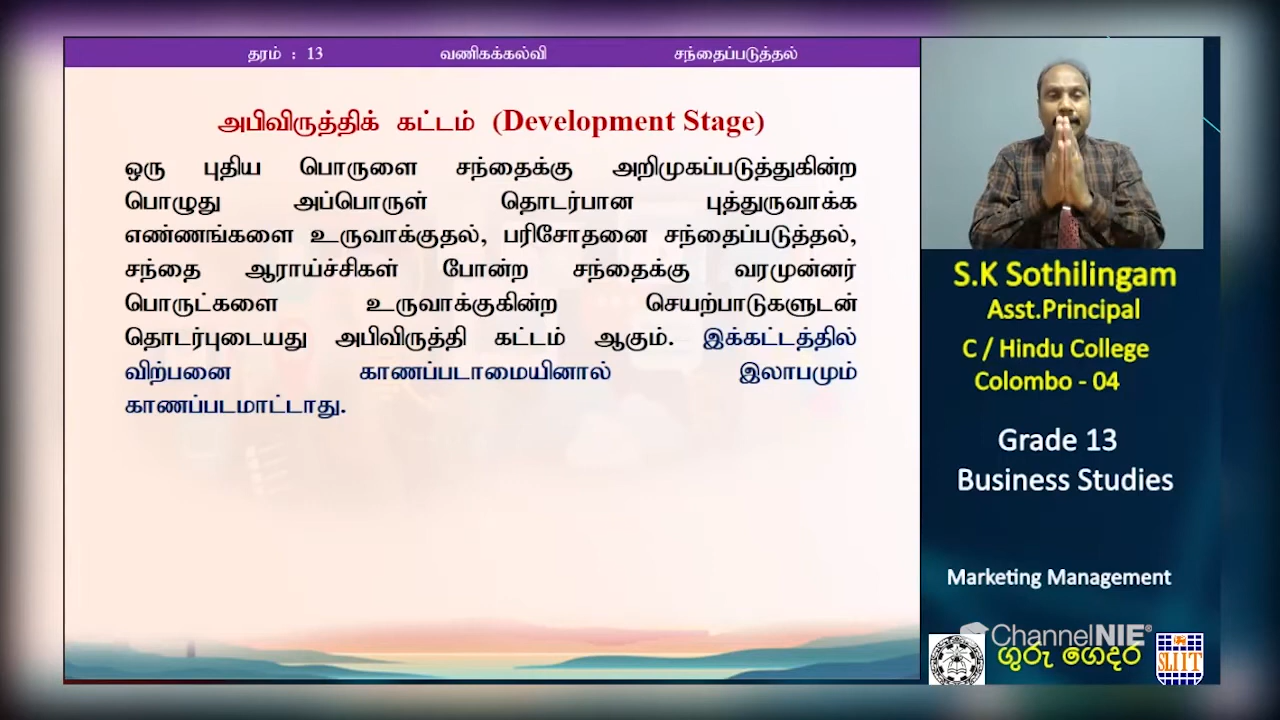 தரம் : 13 வணிகக்கல்வி சந்தைப்படுத்தல்
அபிவிருத்திக் கட்டம் (Development Stage)
ஒரு புதிய பொருளை சந்தைக்கு அறிமுகப்படுத்துகின்ற
பொழுது அப்பொருள் தொடர்பான புத்துருவாக்க
எண்ணங்களை உருவாக்குதல், பரிசோதனை சந்தைப்படுத்தல்,
சந்தை ஆராய்ச்சிகள் போன்ற சந்தைக்கு வரமுன்னர்
பொருட்களை உருவாக்குகின்ற செயற்பாடுகளுடன்
தொடர்புடையது அபிவிருத்தி கட்டம் ஆகும். இக்கட்டத்தில்
விற்பனை காணப்படாமையினால் இலாபமும்
காணப்படமாட்டாது.
S.K Sothilingam
Asst.Principal
C / Hindu College
Colombo - 04
Grade 13
Business Studies
Marketing Management
ChannelNIE®
ගුරු ගෙදර
SLIIT